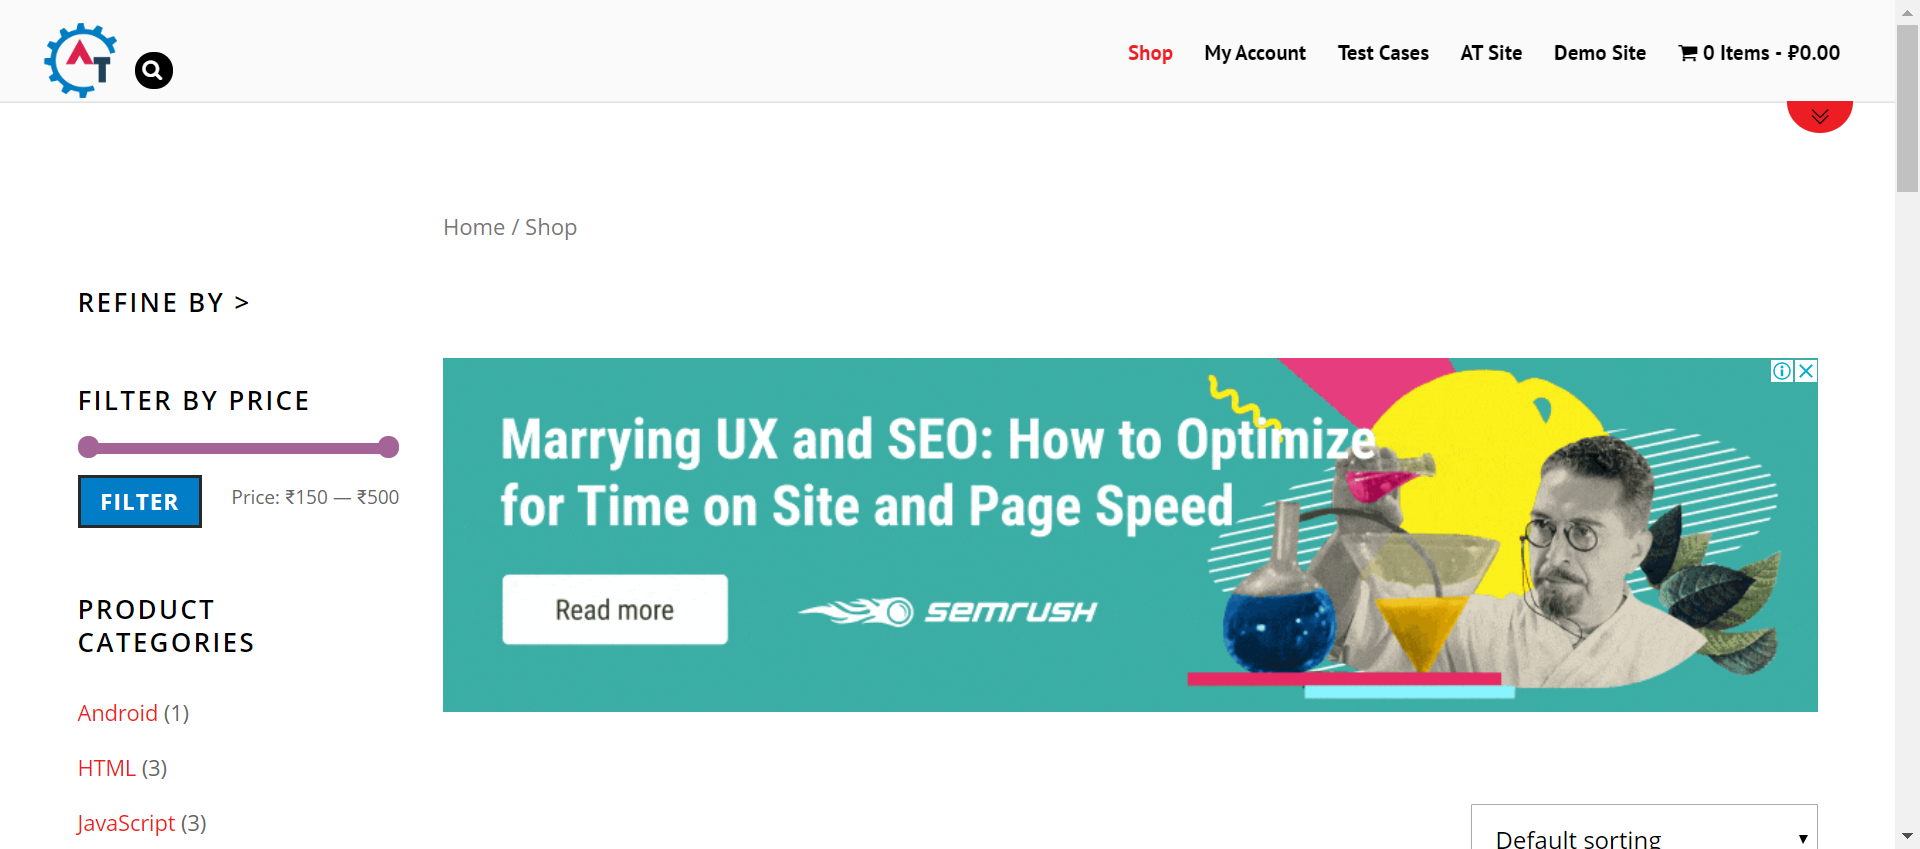 AT
Shop My Account Test Cases AT Site Demo Site 0 Items - ₽0.00
Home / Shop
REFINE BY >
FILTER BY PRICE
FILTER Price: ₹150 — ₹500
PRODUCT
CATEGORIES
Android (1)
HTML (3)
JavaScript (3)
Marrying UX and SEO: How to Optimize
for Time on Site and Page Speed
Read more semrush
Default sorting